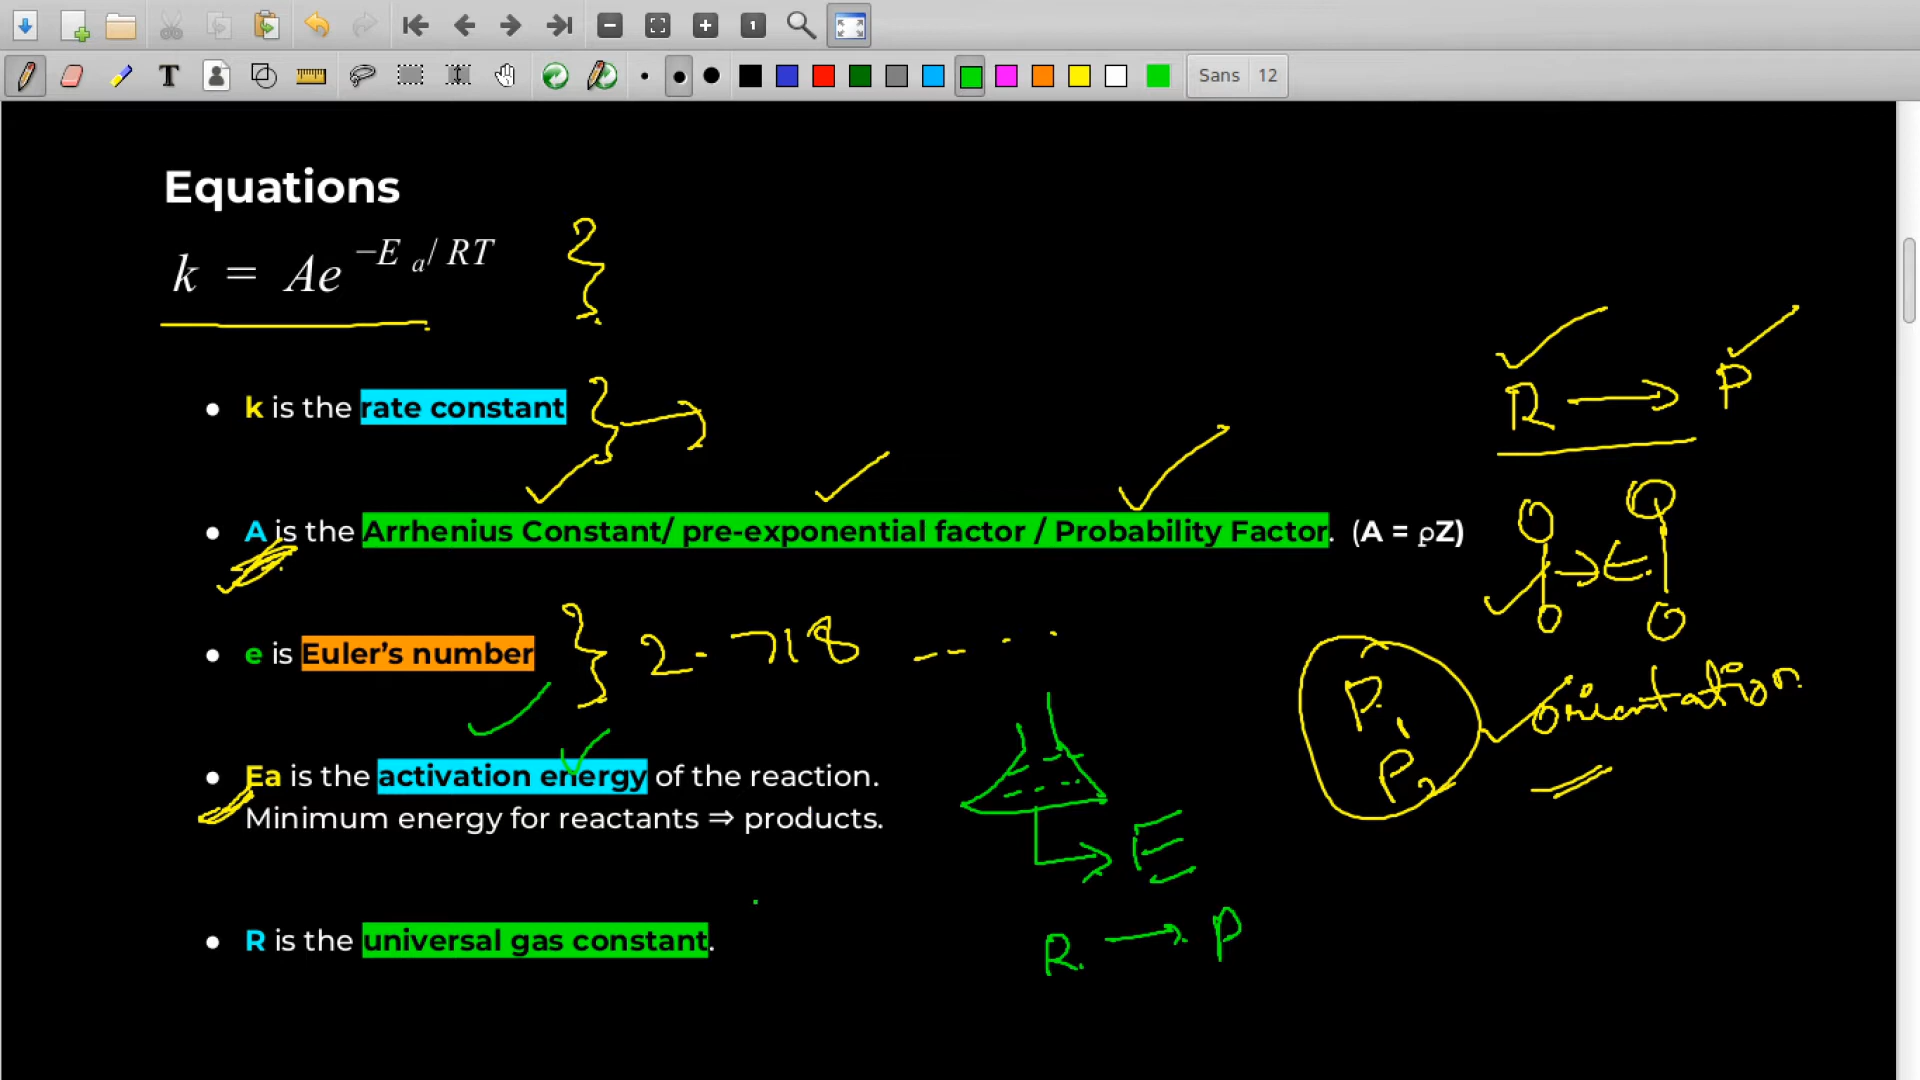 Sans 12
Equations
k = Ae^{-E_a/RT}
k is the rate constant
R → P
A is the Arrhenius Constant/ pre-exponential factor / Probability Factor. (A = ρZ)
e is Euler's number
2.718
P1
P2
orientation
Ea is the activation energy of the reaction.
Minimum energy for reactants ⇒ products.
E
R is the universal gas constant.
R → P